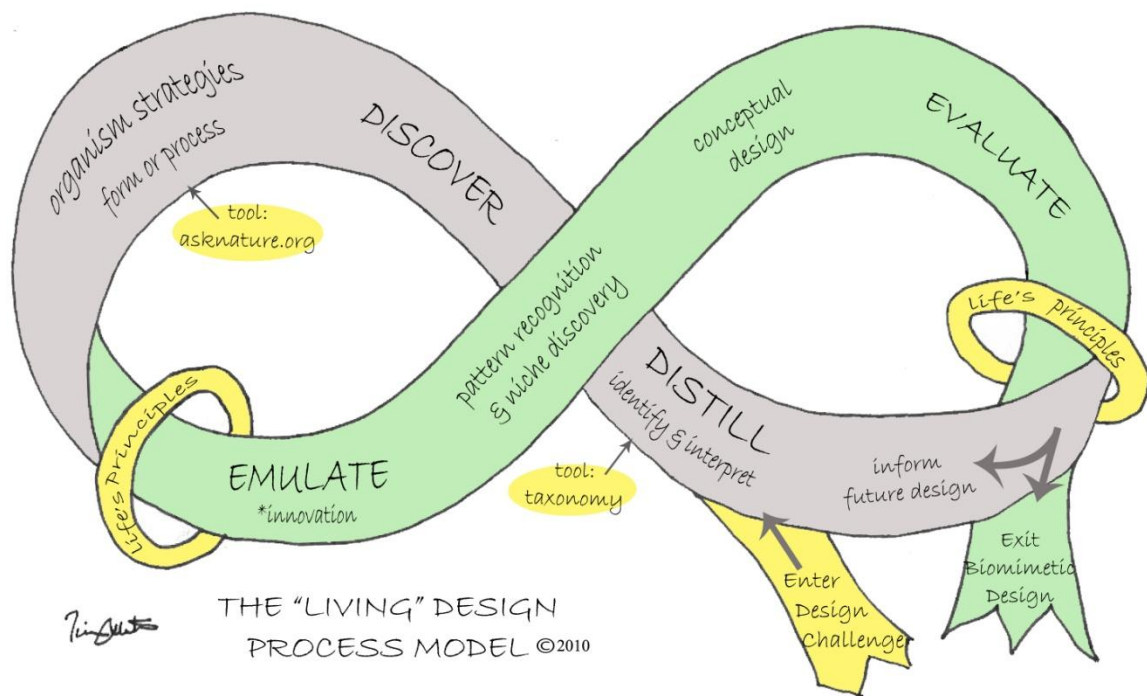 organism strategies
form or process
tool:
asknature.org
DISCOVER
conceptual
design
EVALUATE
Life's Principles
pattern recognition
& niche discovery
DISTILL
identify & interpret
tool:
taxonomy
inform
future design
Life's Principles
EMULATE
*innovation
Enter
Design
Challenge
Exit
Biomimetic
Design
THE "LIVING" DESIGN
PROCESS MODEL ©2010